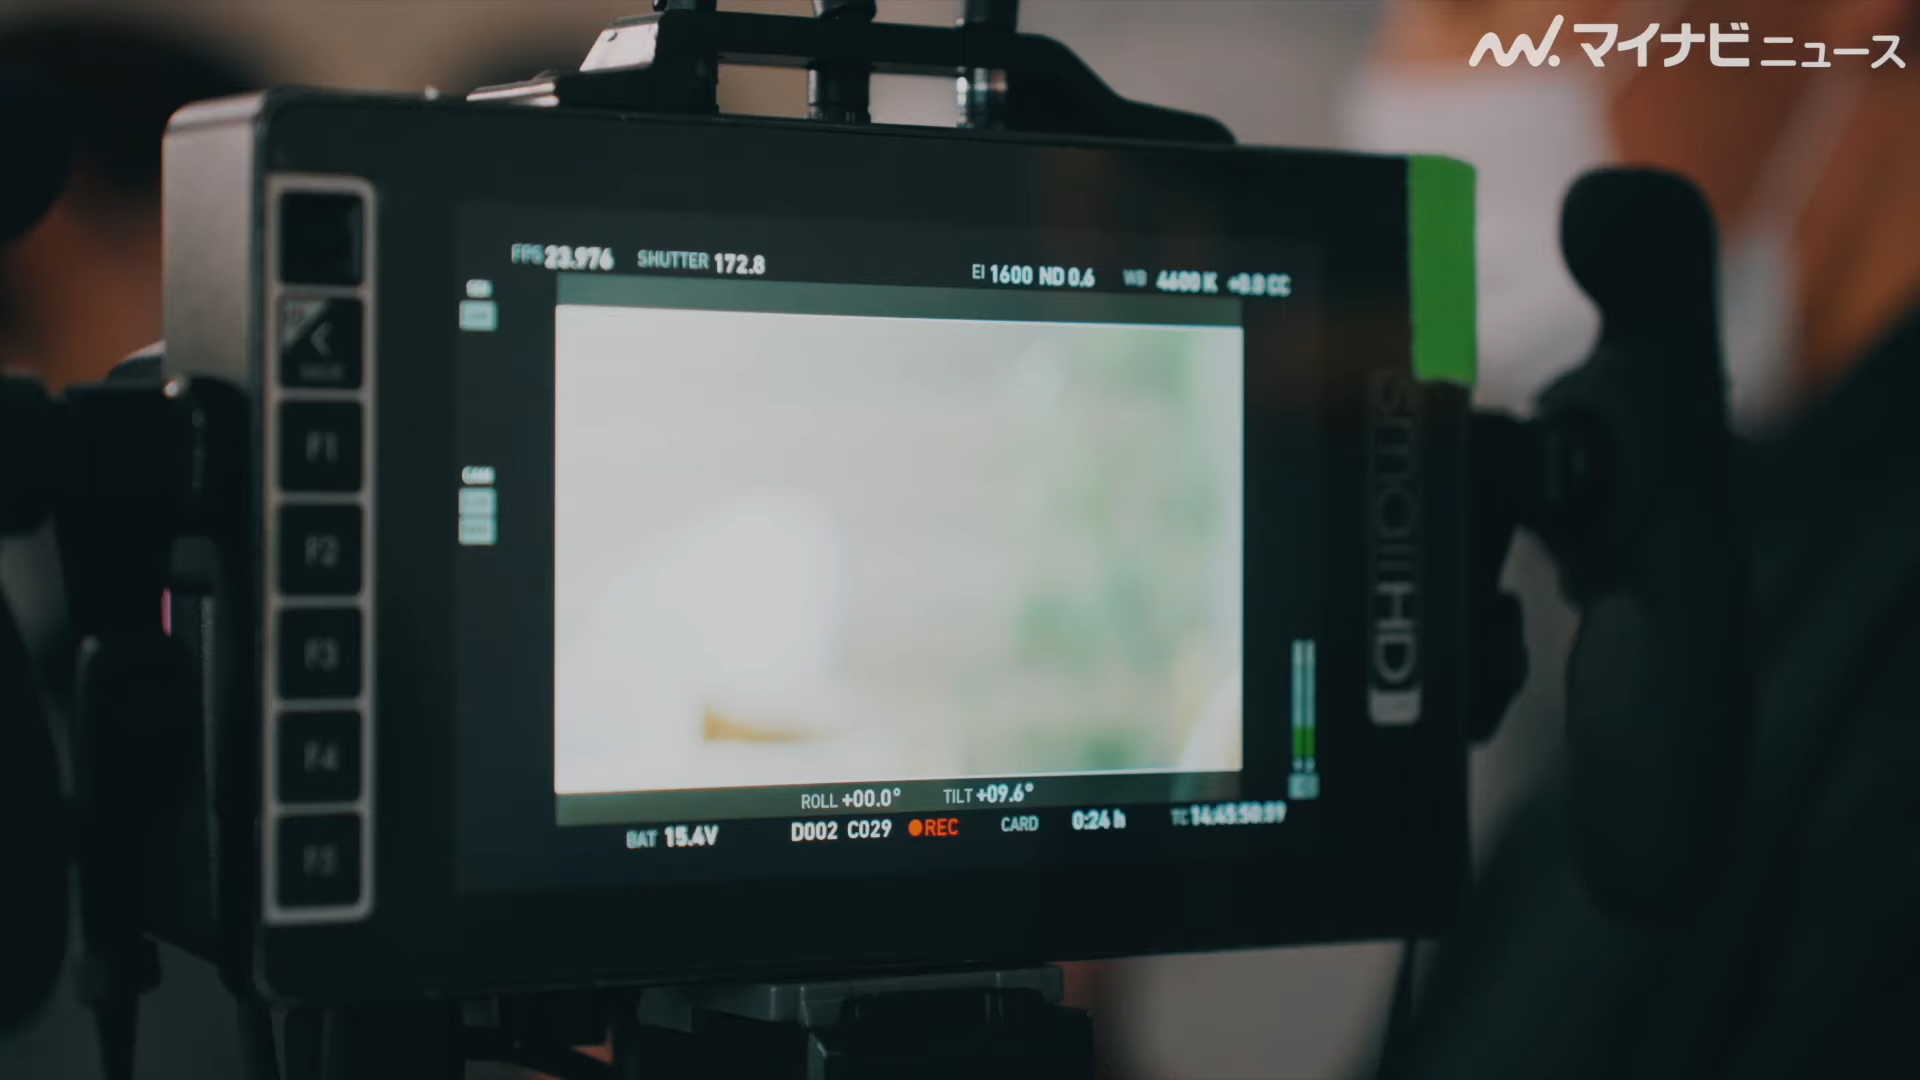 マイナビニュース
FPS 23.976 SHUTTER 172.8 EI 1600 ND 0.6 WB 4600 K +0.0 CC
BACK
F1
F2
F3
F4
F5
smallHD
ROLL +00.0° TILT +09.6°
BAT 15.4V D002 C029 REC CARD 0:24 h TC